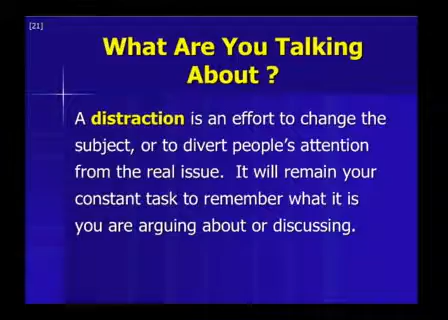 [21]
What Are You Talking
About ?
A distraction is an effort to change the
subject, or to divert people's attention
from the real issue.  It will remain your
constant task to remember what it is
you are arguing about or discussing.